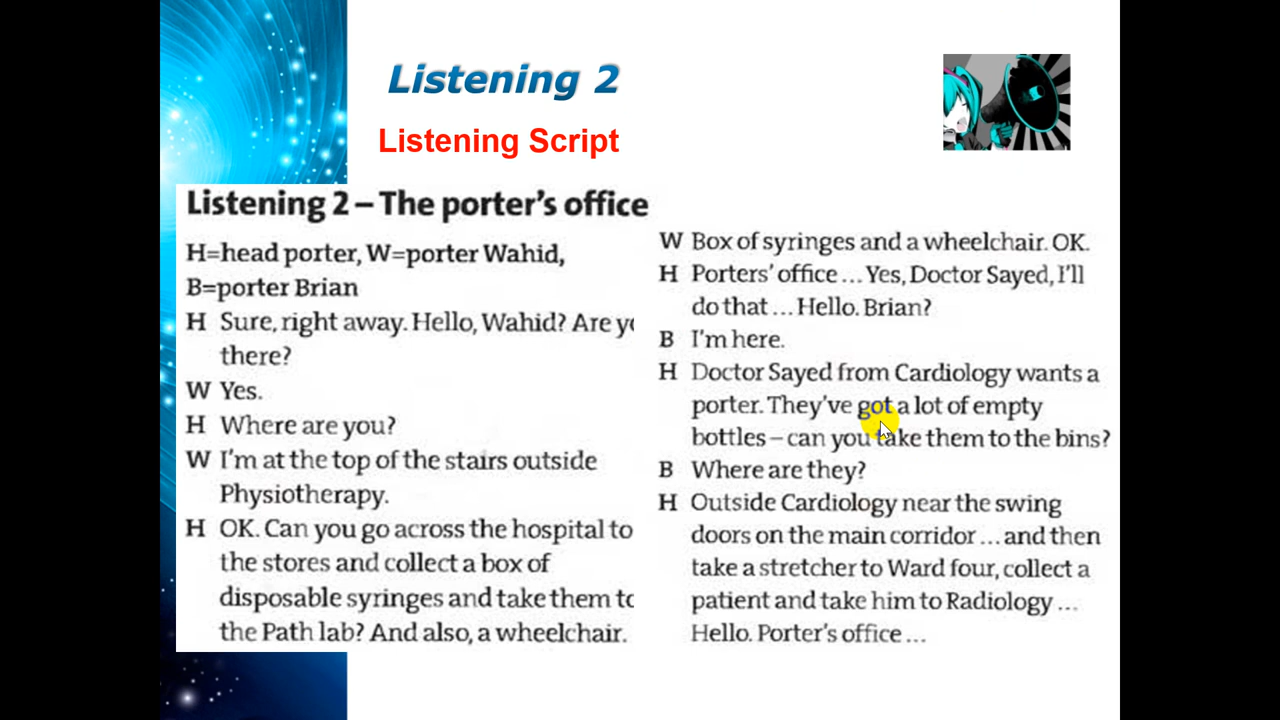 Listening 2
Listening Script
Listening 2 – The porter's office
H=head porter, W=porter Wahid,
B=porter Brian
H Sure, right away. Hello, Wahid? Are yo
there?
W Yes.
H Where are you?
W I'm at the top of the stairs outside
Physiotherapy.
H OK. Can you go across the hospital to
the stores and collect a box of
disposable syringes and take them to
the Path lab? And also, a wheelchair.
W Box of syringes and a wheelchair. OK.
H Porters' office ... Yes, Doctor Sayed, I'll
do that ... Hello. Brian?
B I'm here.
H Doctor Sayed from Cardiology wants a
porter. They've got a lot of empty
bottles – can you take them to the bins?
B Where are they?
H Outside Cardiology near the swing
doors on the main corridor ... and then
take a stretcher to Ward four, collect a
patient and take him to Radiology ...
Hello. Porter's office ...